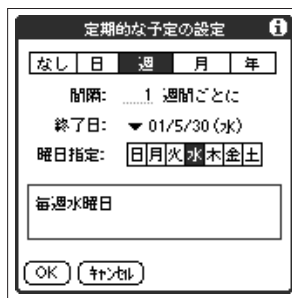 定期的な予定の設定
なし 日 週 月 年
間隔: 1 週間ごとに
終了日: 01/5/30 (水)
曜日指定: 日 月 火 水 木 金 土
毎週水曜日
OK キャンセル